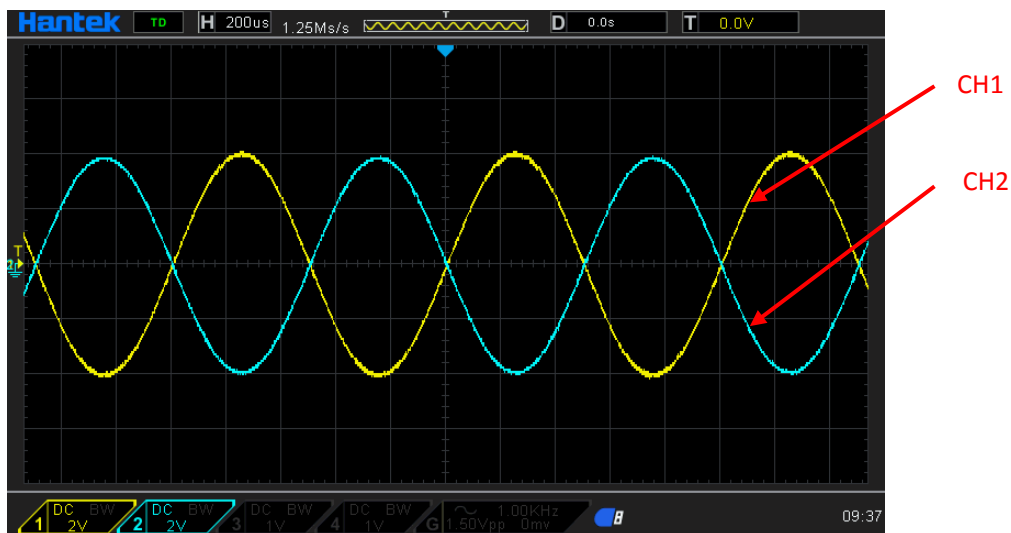 Hantek TD H 200us 1.25Ms/s T D 0.0s T 0.0V
CH1
CH2
T
2
DC BW DC BW DC BW DC BW 1.00KHz
1 2V 2 2V 3 1V 4 1V G 1.50Vpp 0mv
09:37